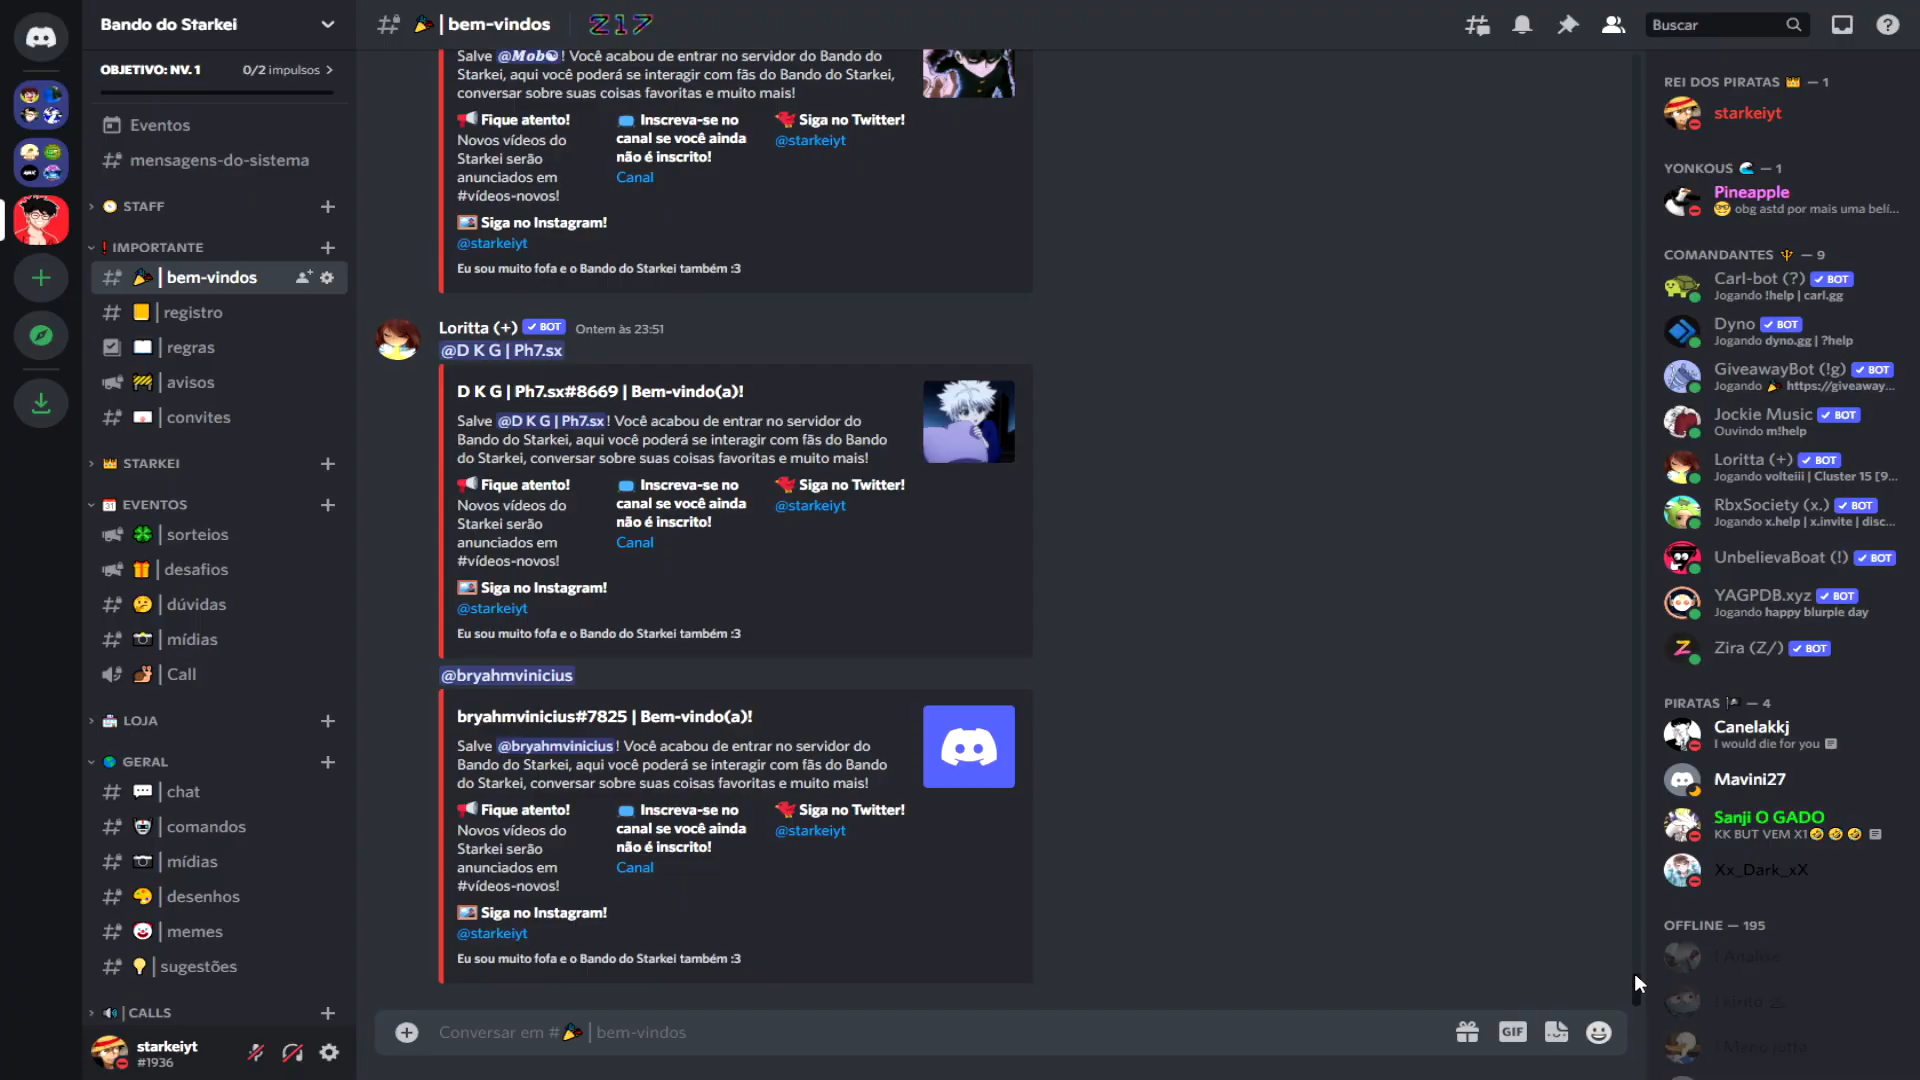 Bando do Starkei
OBJETIVO: NV. 1 0/2 impulsos
Eventos
mensagens-do-sistema
STAFF
IMPORTANTE
bem-vindos
registro
regras
avisos
convites
STARKEI
EVENTOS
sorteios
desafios
dúvidas
mídias
Call
LOJA
GERAL
chat
comandos
mídias
desenhos
memes
sugestões
CALLS
starkeiyt
#1936
| bem-vindos
217
Buscar
Salve @Mob! Você acabou de entrar no servidor do Bando do
Starkei, aqui você poderá se interagir com fãs do Bando do Starkei,
conversar sobre suas coisas favoritas e muito mais!
Fique atento!
Novos vídeos do
Starkei serão
anunciados em
#vídeos-novos!
Inscreva-se no
canal se você ainda
não é inscrito!
Canal
Siga no Twitter!
@starkeiyt
Siga no Instagram!
@starkeiyt
Eu sou muito fofa e o Bando do Starkei também :3
Loritta (+) BOT Ontem às 23:51
@D K G | Ph7.sx
D K G | Ph7.sx#8669 | Bem-vindo(a)!
Salve @D K G | Ph7.sx! Você acabou de entrar no servidor do
Bando do Starkei, aqui você poderá se interagir com fãs do Bando
do Starkei, conversar sobre suas coisas favoritas e muito mais!
Fique atento!
Novos vídeos do
Starkei serão
anunciados em
#vídeos-novos!
Inscreva-se no
canal se você ainda
não é inscrito!
Canal
Siga no Twitter!
@starkeiyt
Siga no Instagram!
@starkeiyt
Eu sou muito fofa e o Bando do Starkei também :3
@bryahmvinicius
bryahmvinicius#7825 | Bem-vindo(a)!
Salve @bryahmvinicius! Você acabou de entrar no servidor do
Bando do Starkei, aqui você poderá se interagir com fãs do Bando
do Starkei, conversar sobre suas coisas favoritas e muito mais!
Fique atento!
Novos vídeos do
Starkei serão
anunciados em
#vídeos-novos!
Inscreva-se no
canal se você ainda
não é inscrito!
Canal
Siga no Twitter!
@starkeiyt
Siga no Instagram!
@starkeiyt
Eu sou muito fofa e o Bando do Starkei também :3
Conversar em # | bem-vindos
GIF
REI DOS PIRATAS — 1
starkeiyt
YONKOUS — 1
Pineapple
obg astd por mais uma belí...
COMANDANTES — 9
Carl-bot (?) BOT
Jogando !help | carl.gg
Dyno BOT
Jogando dyno.gg | ?help
GiveawayBot (!g) BOT
Jogando https://giveaway...
Jockie Music BOT
Ouvindo m!help
Loritta (+) BOT
Jogando volteiii | Cluster 15 [9...
RbxSociety (x.) BOT
Jogando x.help | x.invite | disc...
UnbelievaBoat (!) BOT
YAGPDB.xyz BOT
Jogando happy blurple day
Zira (Z/) BOT
PIRATAS — 4
Canelakkj
I would die for you
Mavini27
Sanji O GADO
KK BUT VEM X1
Xx_Dark_xX
OFFLINE — 195